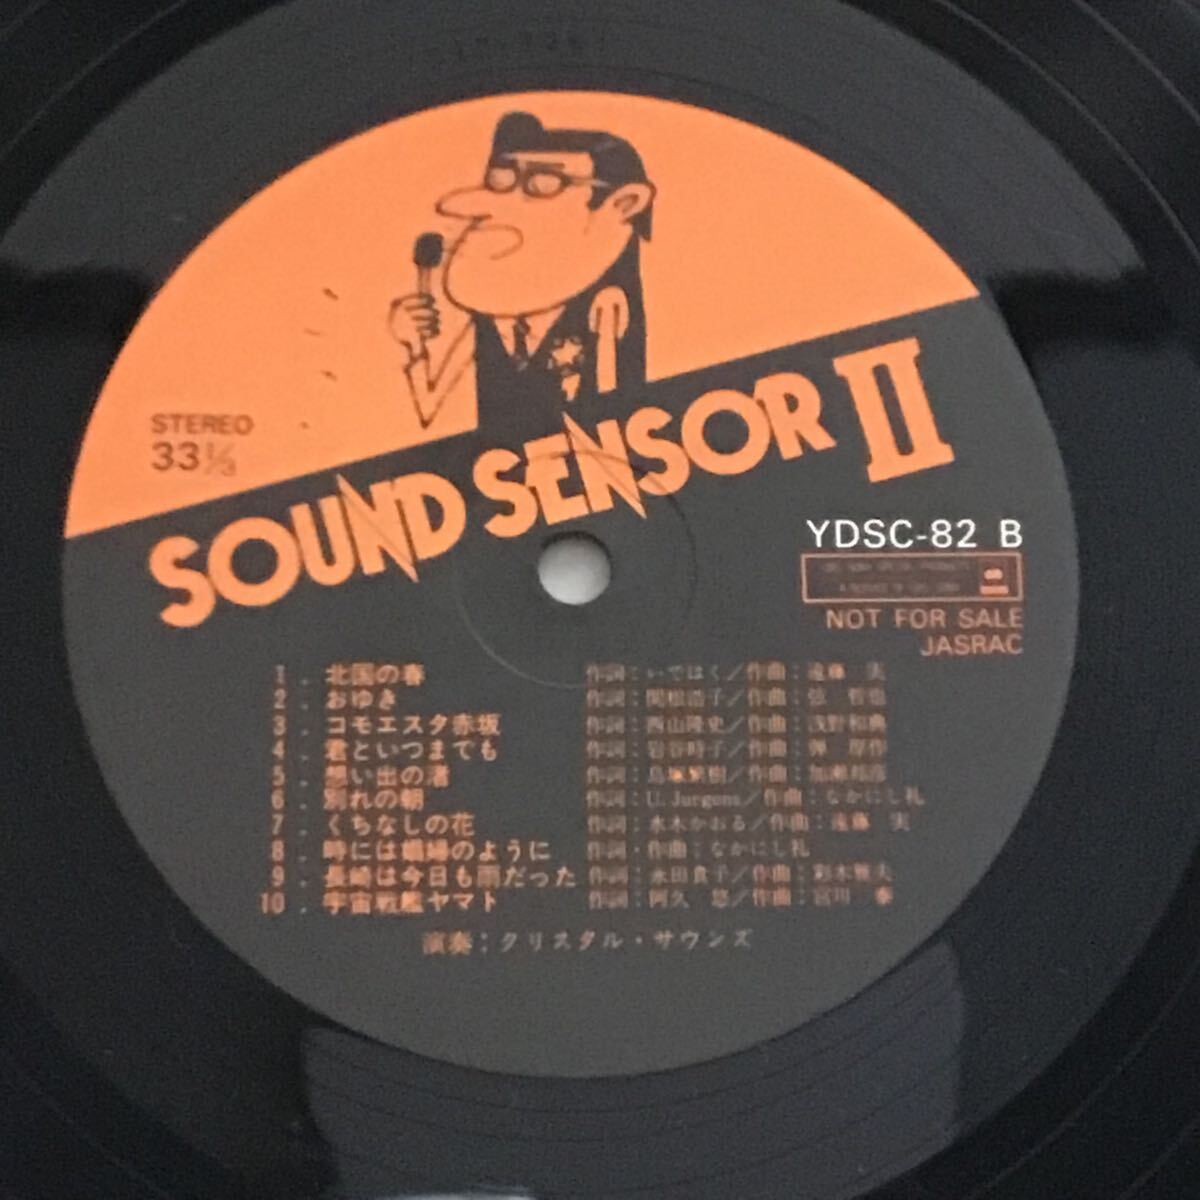 STEREO
33 1/3
SOUND SENSOR II
YDSC-82 B
NOT FOR SALE
JASRAC
1. 北国の春 作詞:いではく/作曲:遠藤 実
2. おゆき 作詞:関根浩子/作曲:弦 哲也
3. コモエスタ赤坂 作詞:西山隆史/作曲:浅野和典
4. 君といつまでも 作詞:岩谷時子/作曲:弾 厚作
5. 想い出の渚 作詞:鳥塚繁樹/作曲:加瀬邦彦
6. 別れの朝 作詞:U.Jurgens/作曲:なかにし礼
7. くちなしの花 作詞:水木かおる/作曲:遠藤 実
8. 時には娼婦のように 作詞・作曲:なかにし礼
9. 長崎は今日も雨だった 作詞:永田貴子/作曲:彩木雅夫
10. 宇宙戦艦ヤマト 作詞:阿久 悠/作曲:宮川 泰
演奏:クリスタル・サウンズ